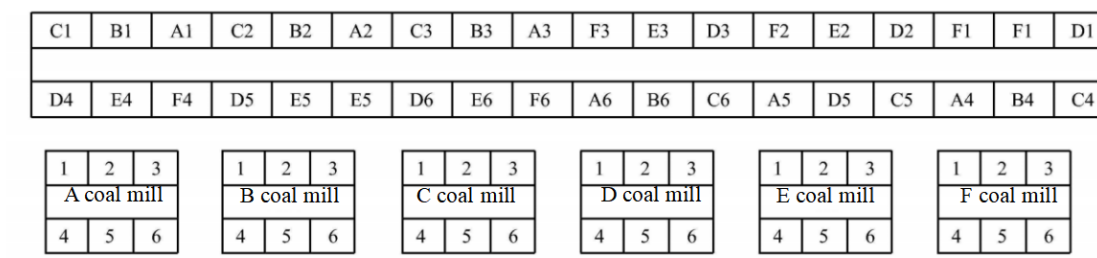 C1 B1 A1 C2 B2 A2 C3 B3 A3 F3 E3 D3 F2 E2 D2 F1 F1 D1
D4 E4 F4 D5 E5 E5 D6 E6 F6 A6 B6 C6 A5 D5 C5 A4 B4 C4
1 2 3 1 2 3 1 2 3 1 2 3 1 2 3 1 2 3
A coal mill B coal mill C coal mill D coal mill E coal mill F coal mill
4 5 6 4 5 6 4 5 6 4 5 6 4 5 6 4 5 6